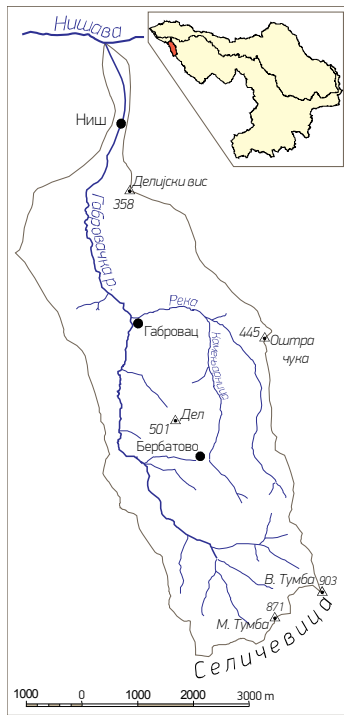 Нишава
Ниш
Делијски вис
358
Габровачка р.
Река
Габровац
445
Оштра
чука
Каменичица
Дел
501
Бербатово
В. Тумба
903
871
М. Тумба
Селичевица
1000 0 1000 2000 3000 m